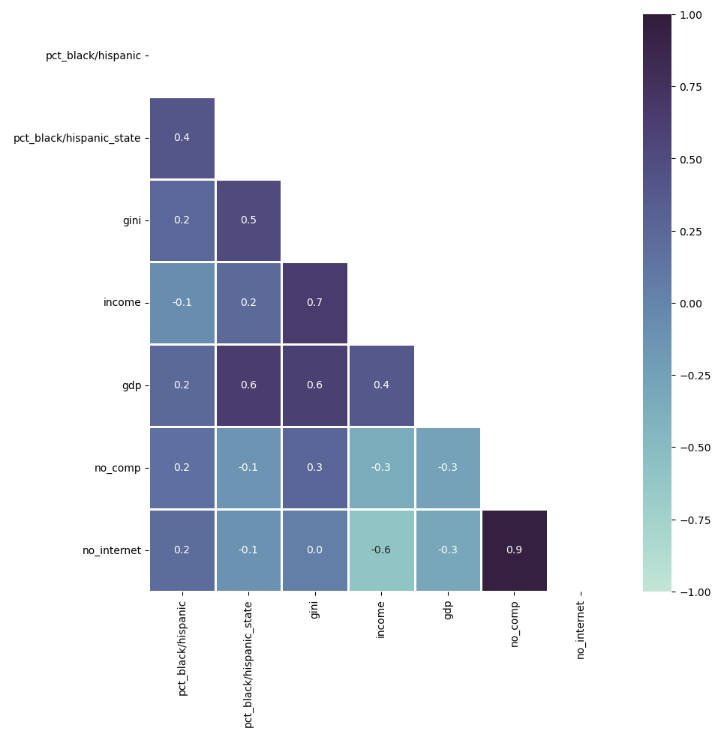 1.00
pct_black/hispanic
0.75
pct_black/hispanic_state
0.4
0.50
gini
0.2 0.5
0.25
income
-0.1 0.2 0.7
0.00
gdp
0.2 0.6 0.6 0.4
−0.25
no_comp
0.2 -0.1 0.3 -0.3 -0.3
−0.50
no_internet
0.2 -0.1 0.0 -0.6 -0.3 0.9
−0.75
−1.00
pct_black/hispanic
pct_black/hispanic_state
gini
income
gdp
no_comp
no_internet